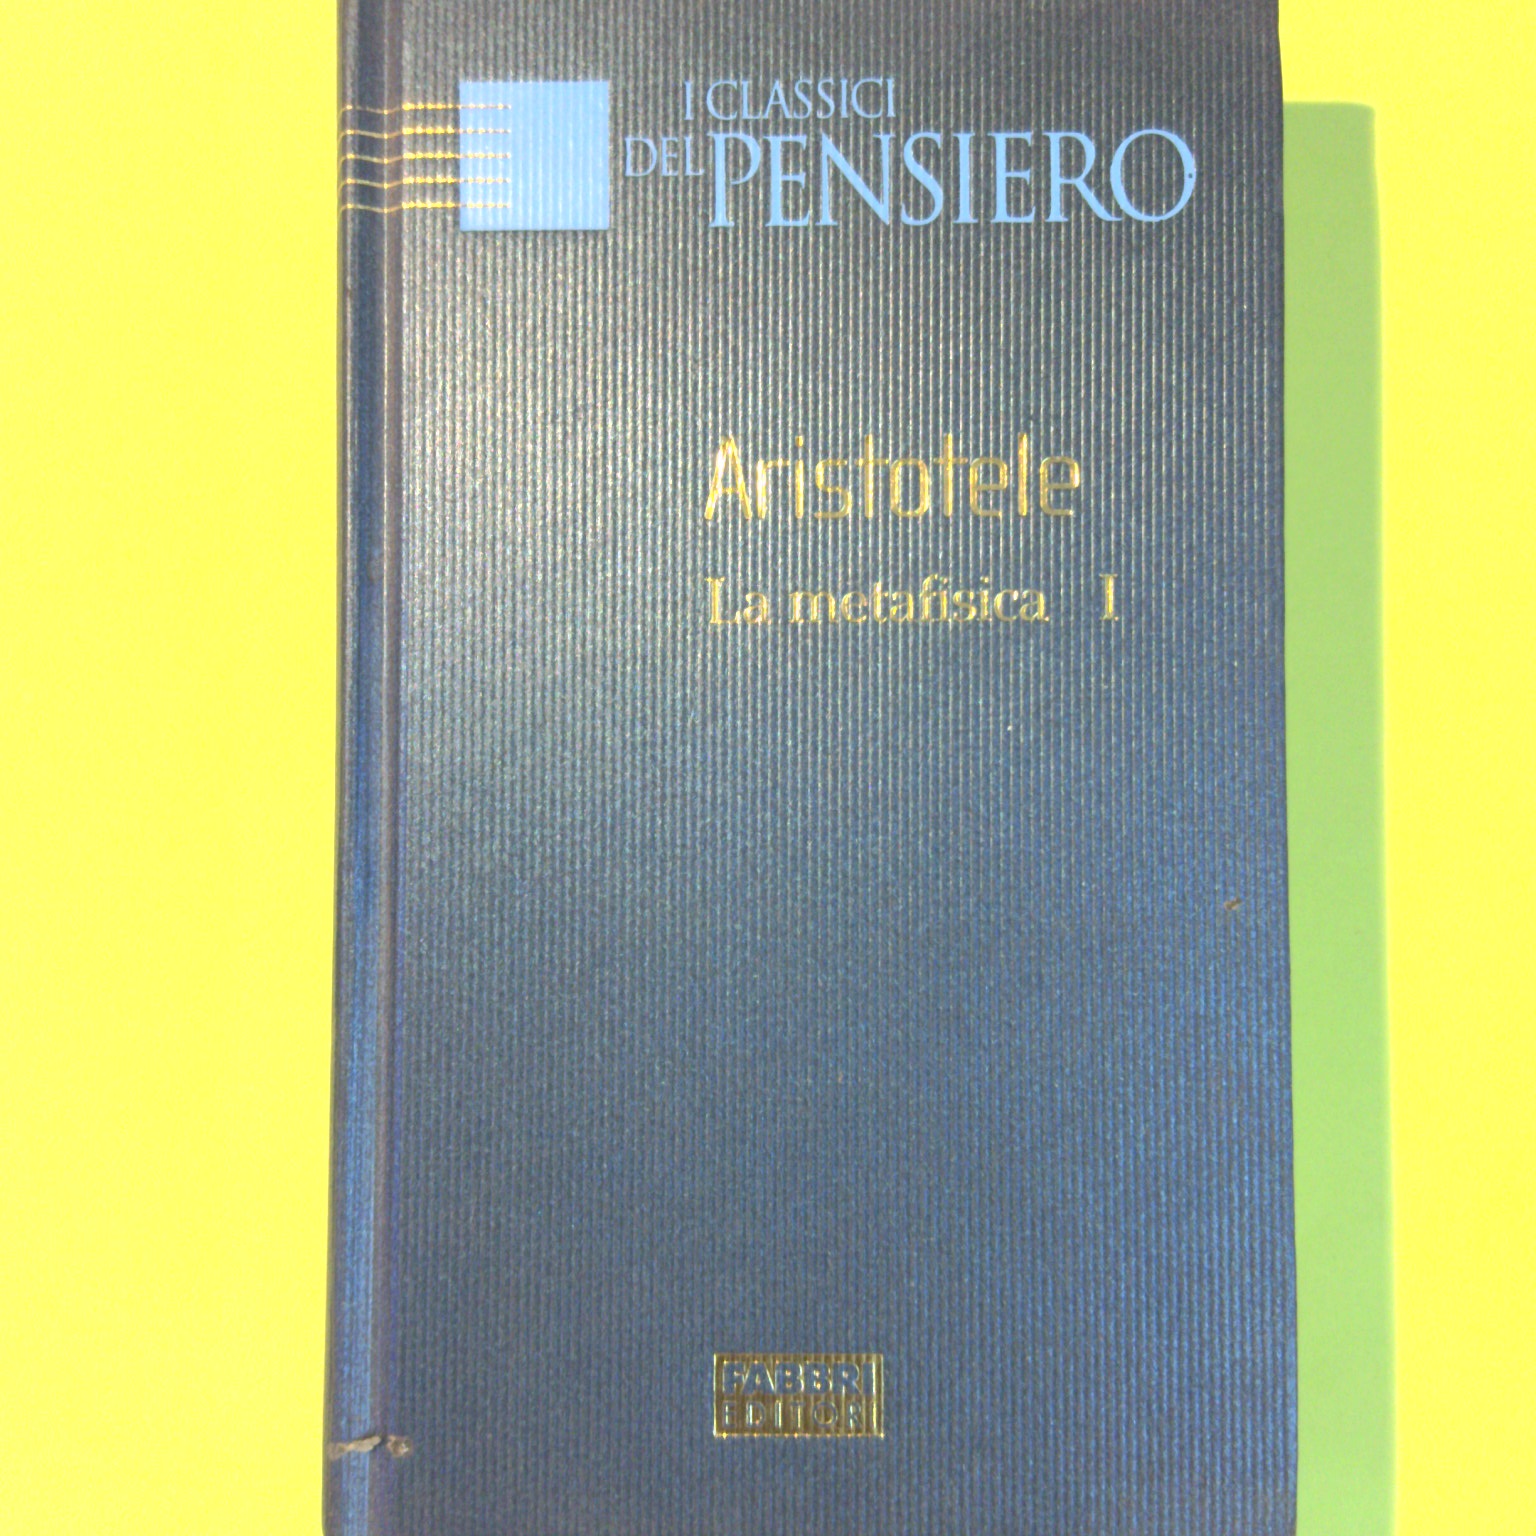 I CLASSICI
DEL PENSIERO
Aristotele
La metafisica I
FABBRI
EDITORI